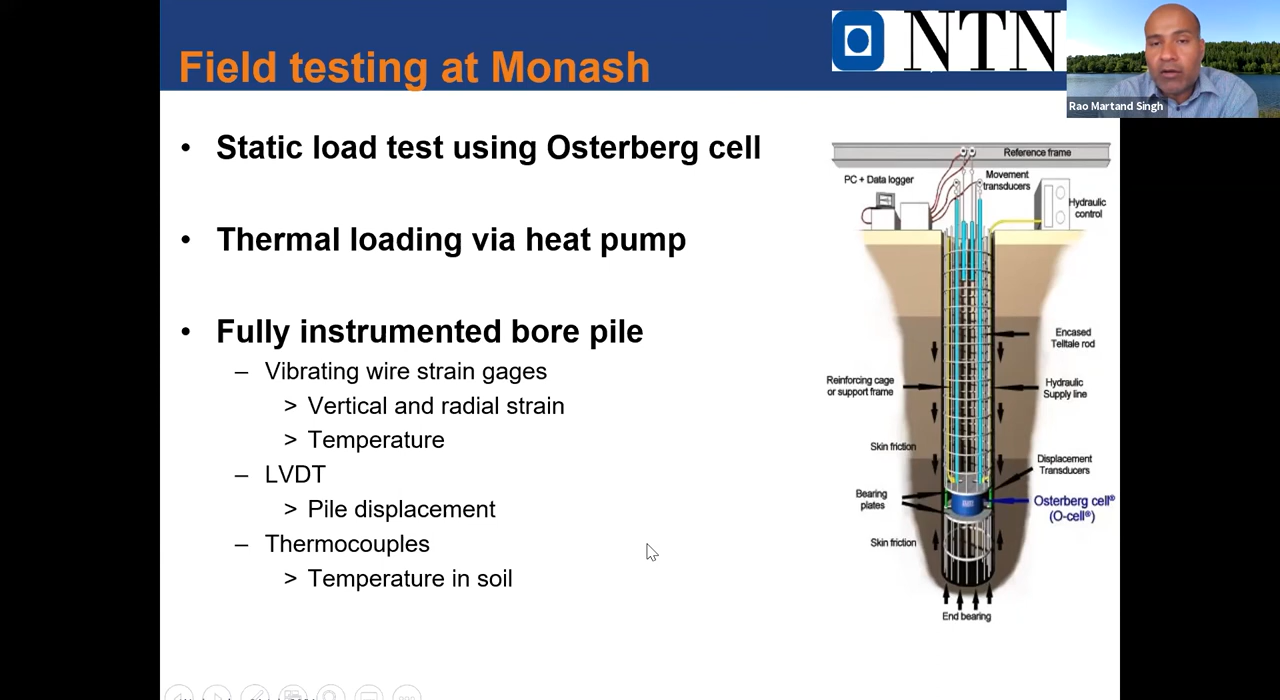 Field testing at Monash
NTN
Rao Martand Singh
• Static load test using Osterberg cell
• Thermal loading via heat pump
• Fully instrumented bore pile
– Vibrating wire strain gages
> Vertical and radial strain
> Temperature
– LVDT
> Pile displacement
– Thermocouples
> Temperature in soil
Reference frame
PC + Data logger
Movement
transducers
Hydraulic
control
Encased
Telltale rod
Reinforcing cage
or support frame
Hydraulic
Supply line
Skin friction
Displacement
Transducers
Bearing
plates
Osterberg cell®
(O-cell®)
Skin friction
End bearing